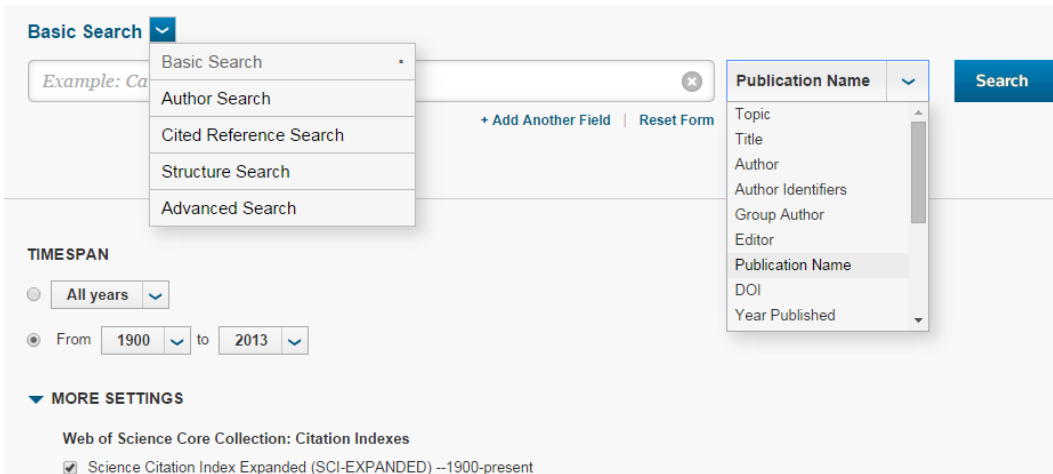 Basic Search
Basic Search
Example: Ca
Author Search
Cited Reference Search
Structure Search
Advanced Search
Publication Name
Search
+ Add Another Field | Reset Form
Topic
Title
Author
Author Identifiers
Group Author
Editor
Publication Name
DOI
Year Published
TIMESPAN
All years
From 1900 to 2013
MORE SETTINGS
Web of Science Core Collection: Citation Indexes
Science Citation Index Expanded (SCI-EXPANDED) --1900-present